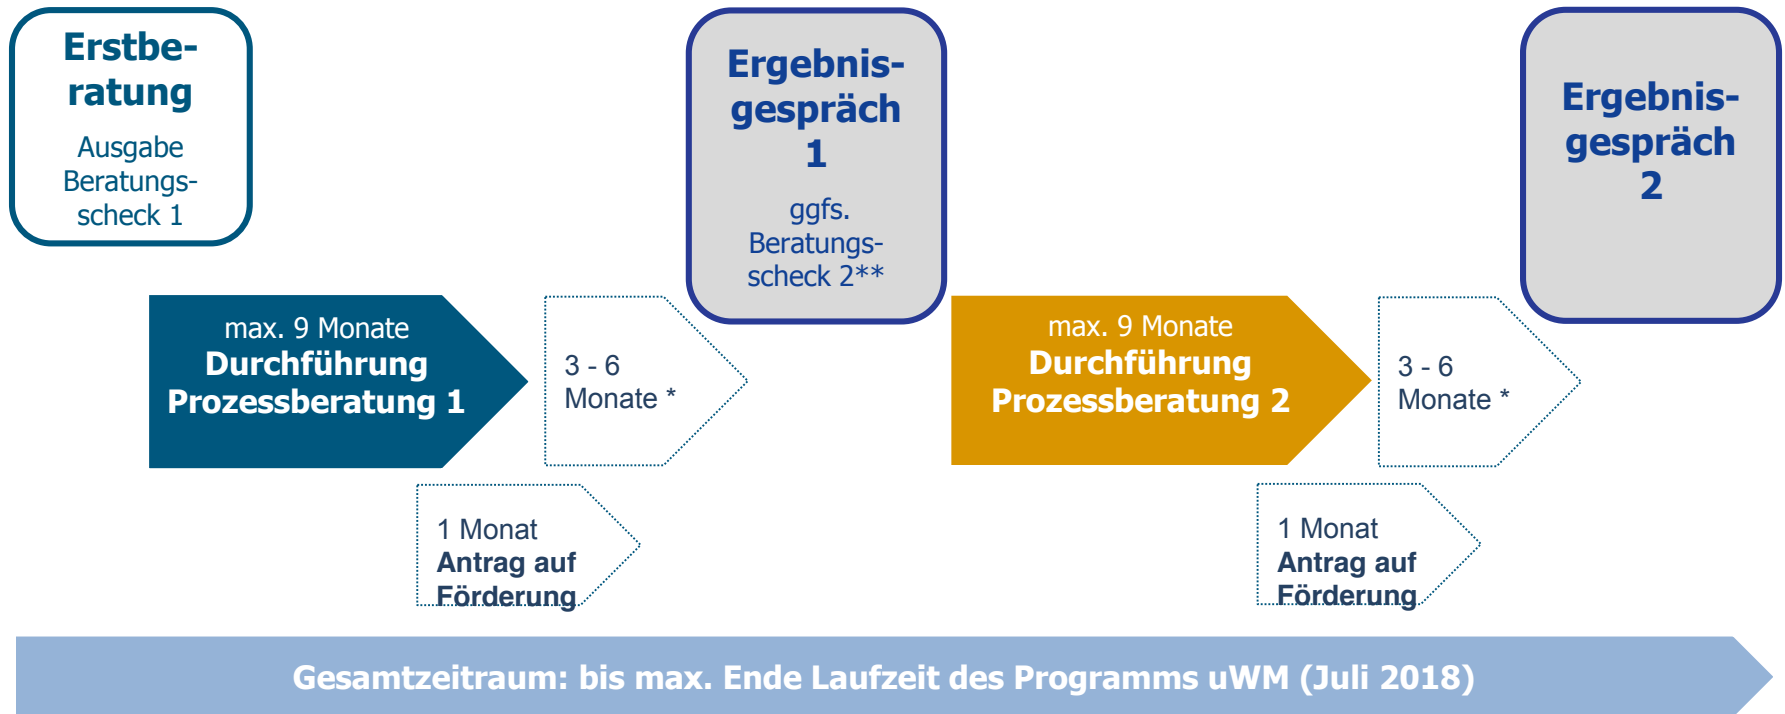 Erstbe-
ratung
Ausgabe
Beratungs-
scheck 1
Ergebnis-
gespräch
1
ggfs.
Beratungs-
scheck 2**
Ergebnis-
gespräch
2
max. 9 Monate
Durchführung
Prozessberatung 1
3 - 6
Monate *
max. 9 Monate
Durchführung
Prozessberatung 2
3 - 6
Monate *
1 Monat
Antrag auf
Förderung
1 Monat
Antrag auf
Förderung
Gesamtzeitraum: bis max. Ende Laufzeit des Programms uWM (Juli 2018)